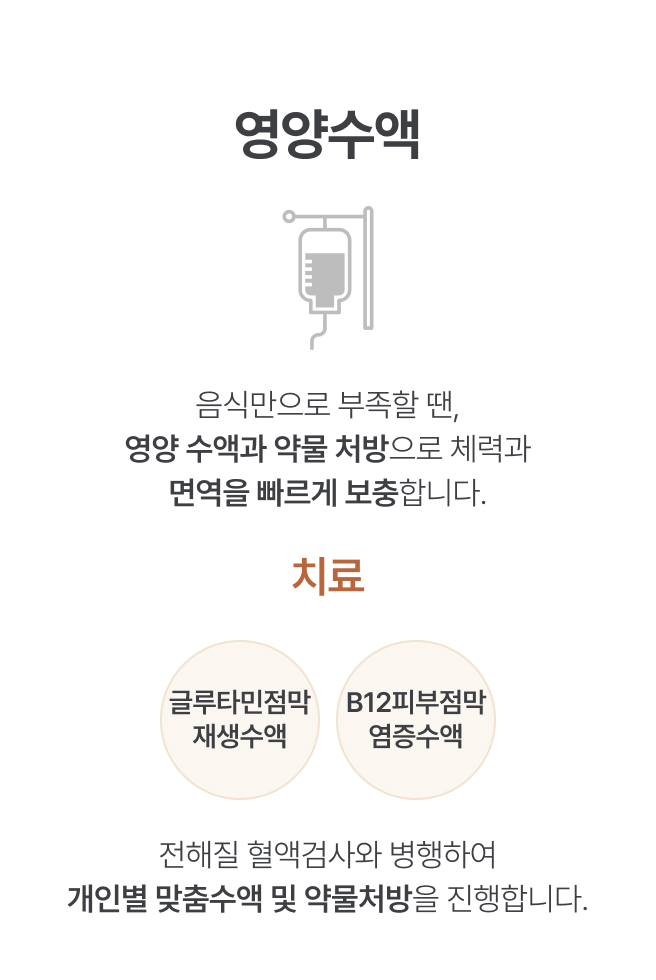 영양수액
음식만으로 부족할 땐,
영양 수액과 약물 처방으로 체력과
면역을 빠르게 보충합니다.
치료
글루타민점막
재생수액
B12피부점막
염증수액
전해질 혈액검사와 병행하여
개인별 맞춤수액 및 약물처방을 진행합니다.